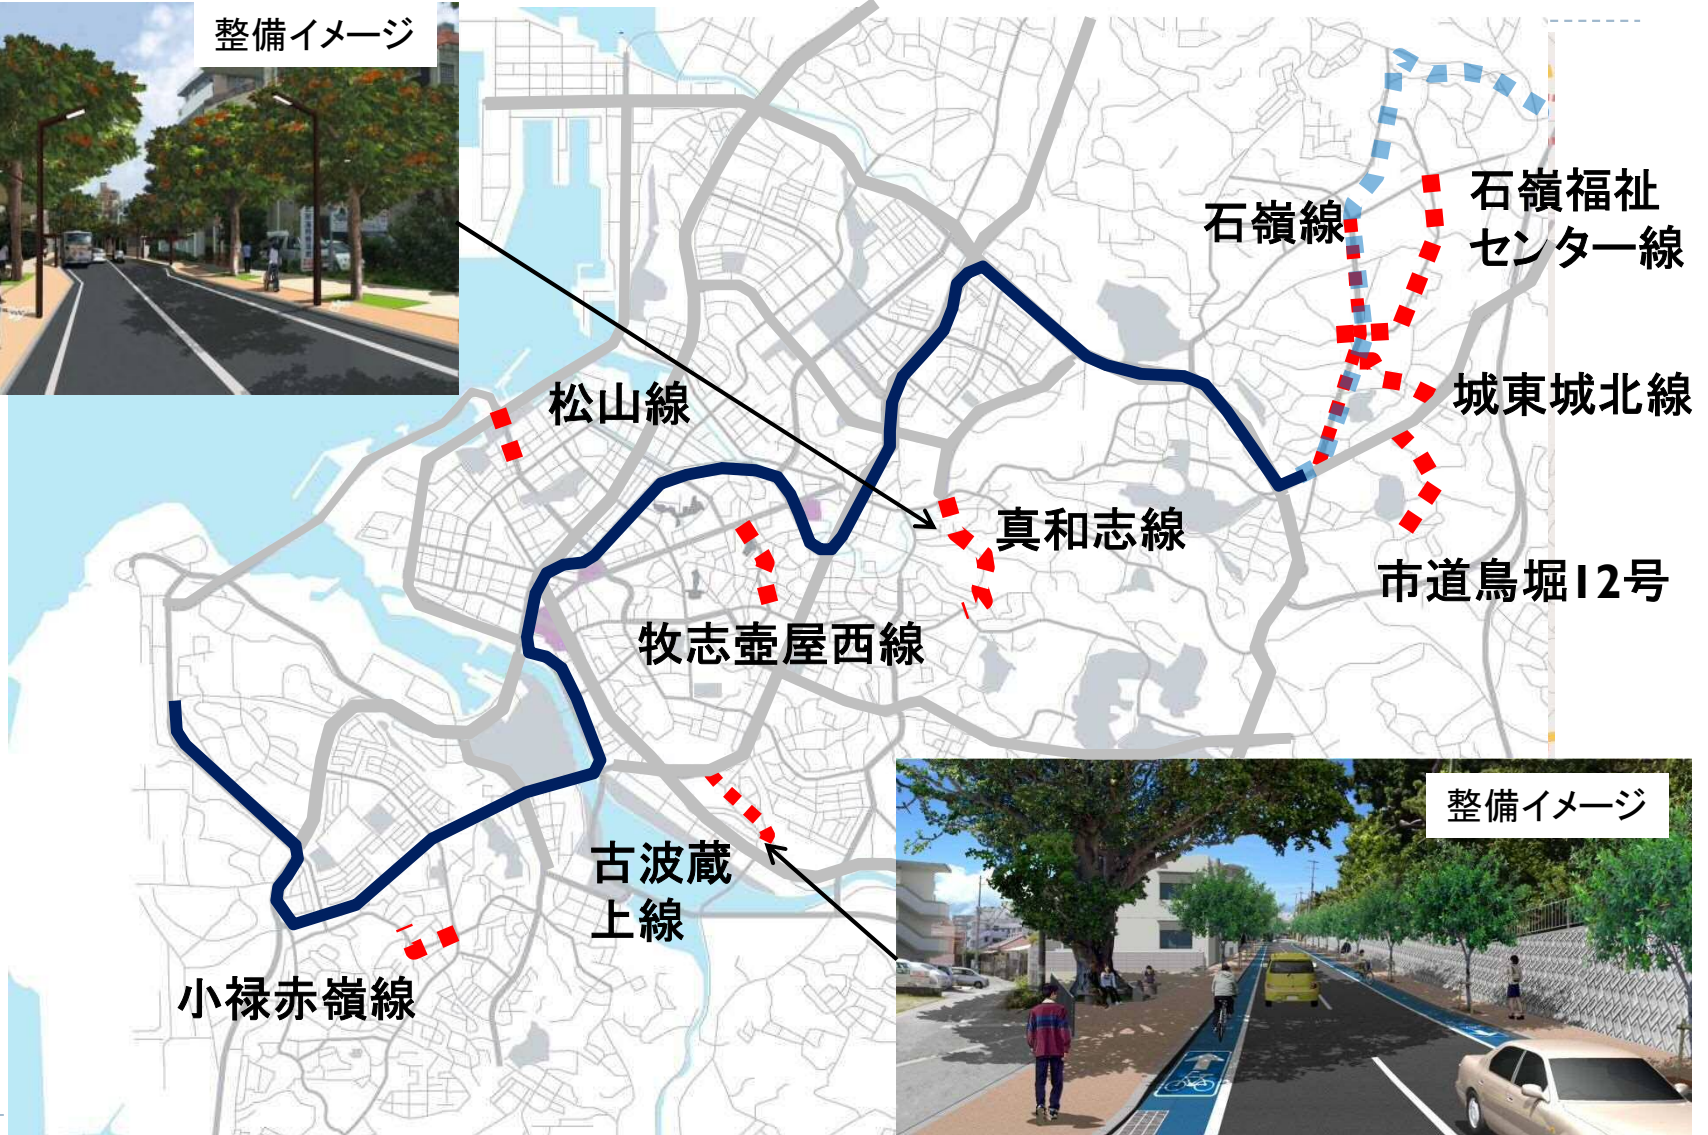 整備イメージ
石嶺線
石嶺福祉
センター線
松山線
城東城北線
真和志線
市道鳥堀12号
牧志壺屋西線
整備イメージ
古波蔵
上線
小禄赤嶺線